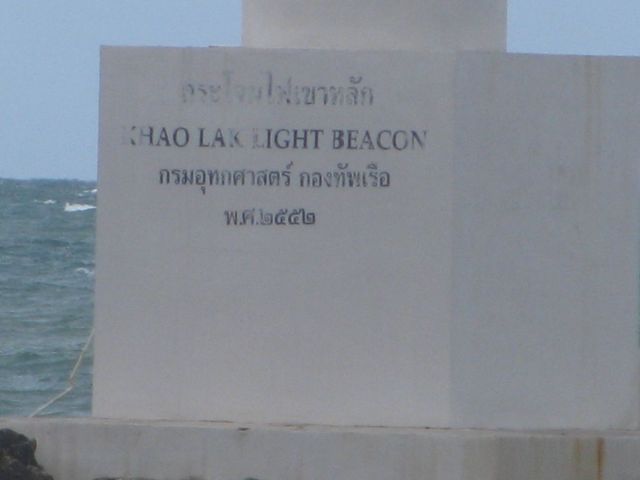 กระโจมไฟเขาหลัก
KHAO LAK LIGHT BEACON
กรมอุทกศาสตร์ กองทัพเรือ
พ.ศ.๒๕๕๒